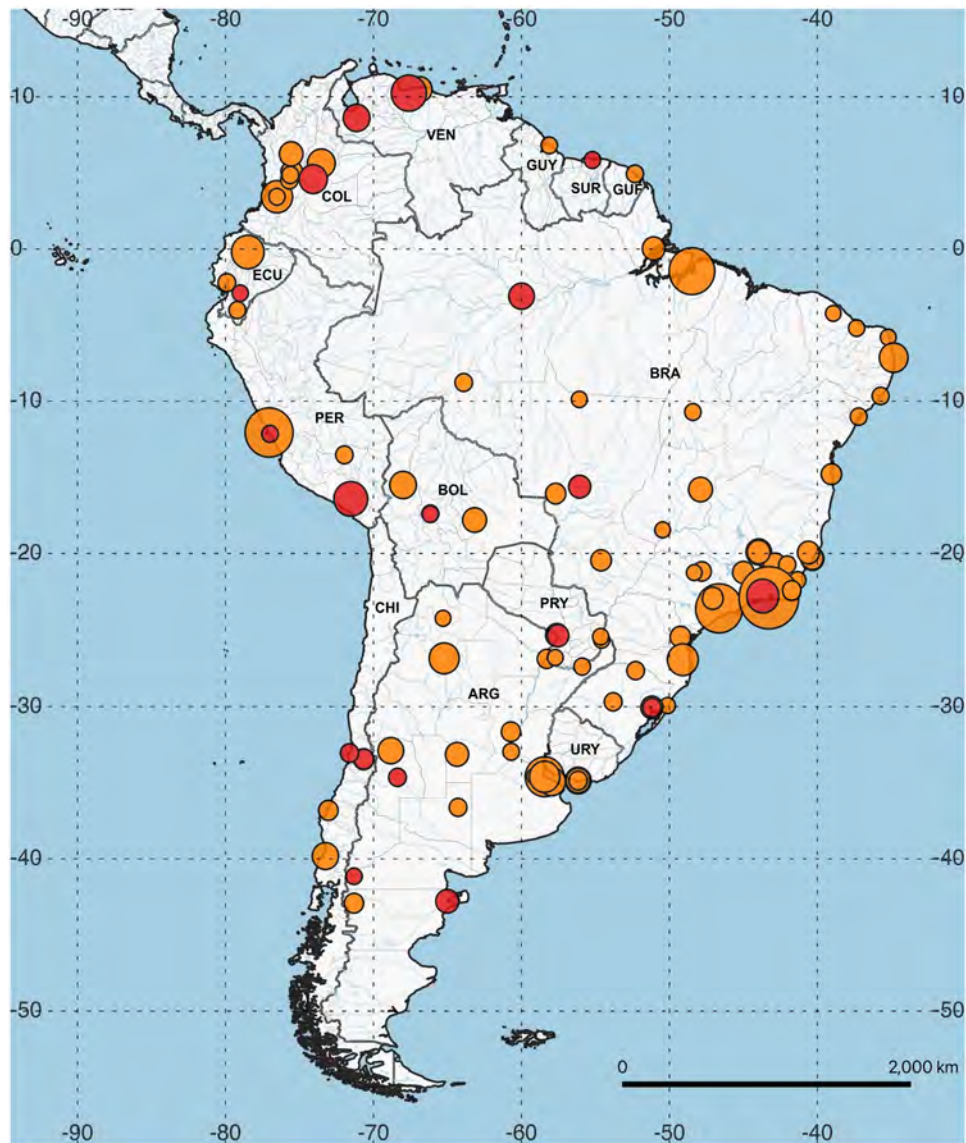 -90 -80 -70 -60 -50 -40
10 10
VEN
GUY
SUR GUF
COL
0 0
ECU
BRA
-10 -10
PER
BOL
-20 -20
CHI PRY
ARG
-30 -30
URY
-40 -40
-50 -50
0 2,000 km
-90 -80 -70 -60 -50 -40